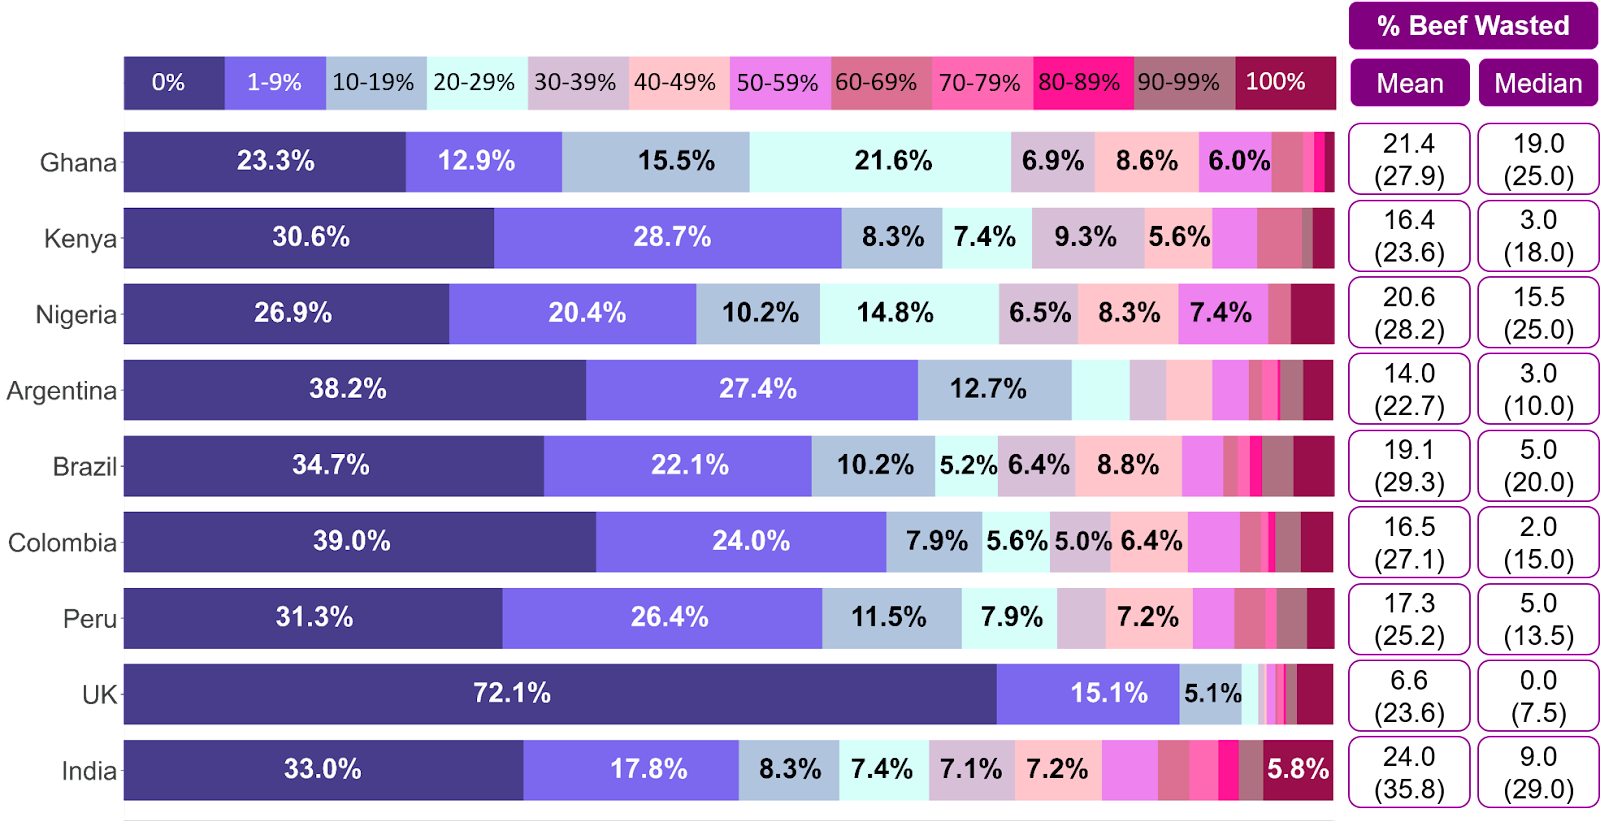 % Beef Wasted
0% 1-9% 10-19% 20-29% 30-39% 40-49% 50-59% 60-69% 70-79% 80-89% 90-99% 100% Mean Median
Ghana 23.3% 12.9% 15.5% 21.6% 6.9% 8.6% 6.0% 21.4 19.0
(27.9) (25.0)
Kenya 30.6% 28.7% 8.3% 7.4% 9.3% 5.6% 16.4 3.0
(23.6) (18.0)
Nigeria 26.9% 20.4% 10.2% 14.8% 6.5% 8.3% 7.4% 20.6 15.5
(28.2) (25.0)
Argentina 38.2% 27.4% 12.7% 14.0 3.0
(22.7) (10.0)
Brazil 34.7% 22.1% 10.2% 5.2% 6.4% 8.8% 19.1 5.0
(29.3) (20.0)
Colombia 39.0% 24.0% 7.9% 5.6% 5.0% 6.4% 16.5 2.0
(27.1) (15.0)
Peru 31.3% 26.4% 11.5% 7.9% 7.2% 17.3 5.0
(25.2) (13.5)
UK 72.1% 15.1% 5.1% 6.6 0.0
(23.6) (7.5)
India 33.0% 17.8% 8.3% 7.4% 7.1% 7.2% 5.8% 24.0 9.0
(35.8) (29.0)